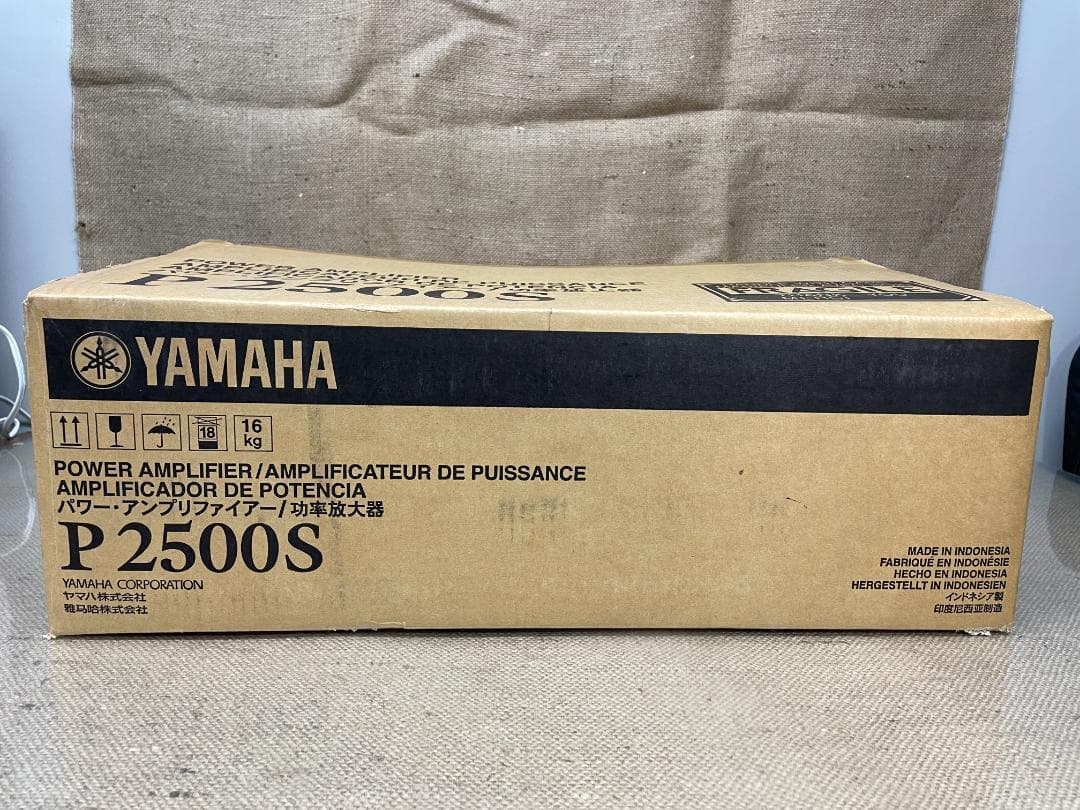 POWER AMPLIFIER
P2500S
YAMAHA
18
16
kg
POWER AMPLIFIER/AMPLIFICATEUR DE PUISSANCE
AMPLIFICADOR DE POTENCIA
パワー・アンプリファイアー/功率放大器
P2500S
YAMAHA CORPORATION
ヤマハ株式会社
雅马哈株式会社
MADE IN INDONESIA
FABRIQUÉ EN INDONÉSIE
HECHO EN INDONESIA
HERGESTELLT IN INDONESIEN
インドネシア製
印度尼西亚制造